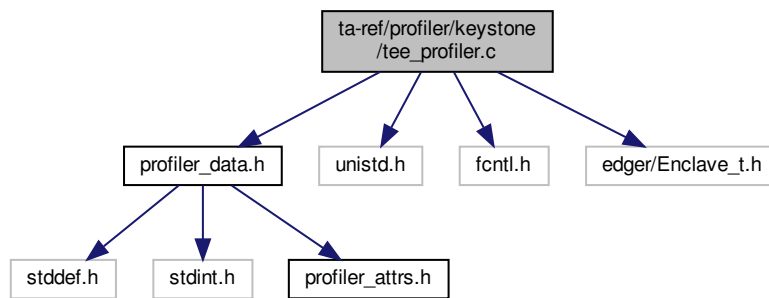 ta-ref/profiler/keystone
/tee_profiler.c
profiler_data.h
unistd.h
fcntl.h
edger/Enclave_t.h
stddef.h
stdint.h
profiler_attrs.h